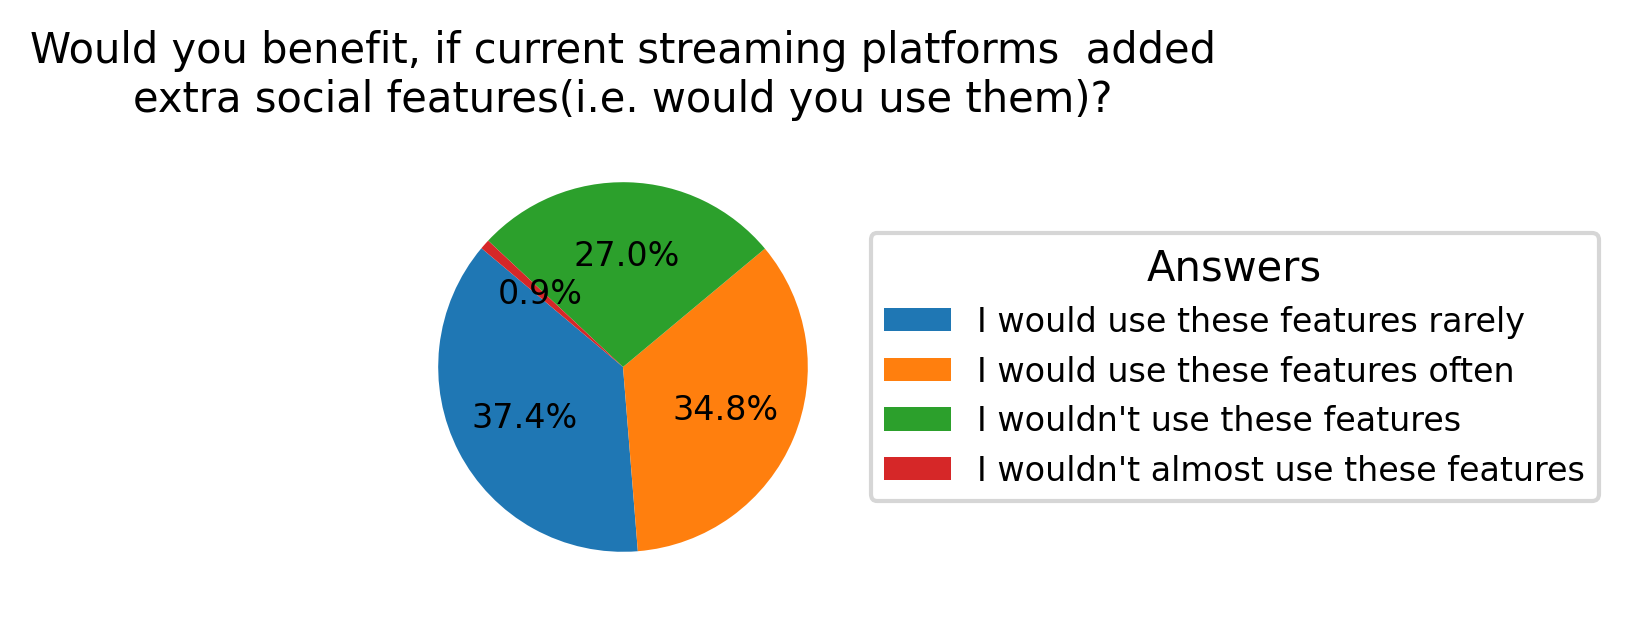 Would you benefit, if current streaming platforms  added
extra social features(i.e. would you use them)?
27.0%
0.9%
37.4%
34.8%
Answers
I would use these features rarely
I would use these features often
I wouldn't use these features
I wouldn't almost use these features